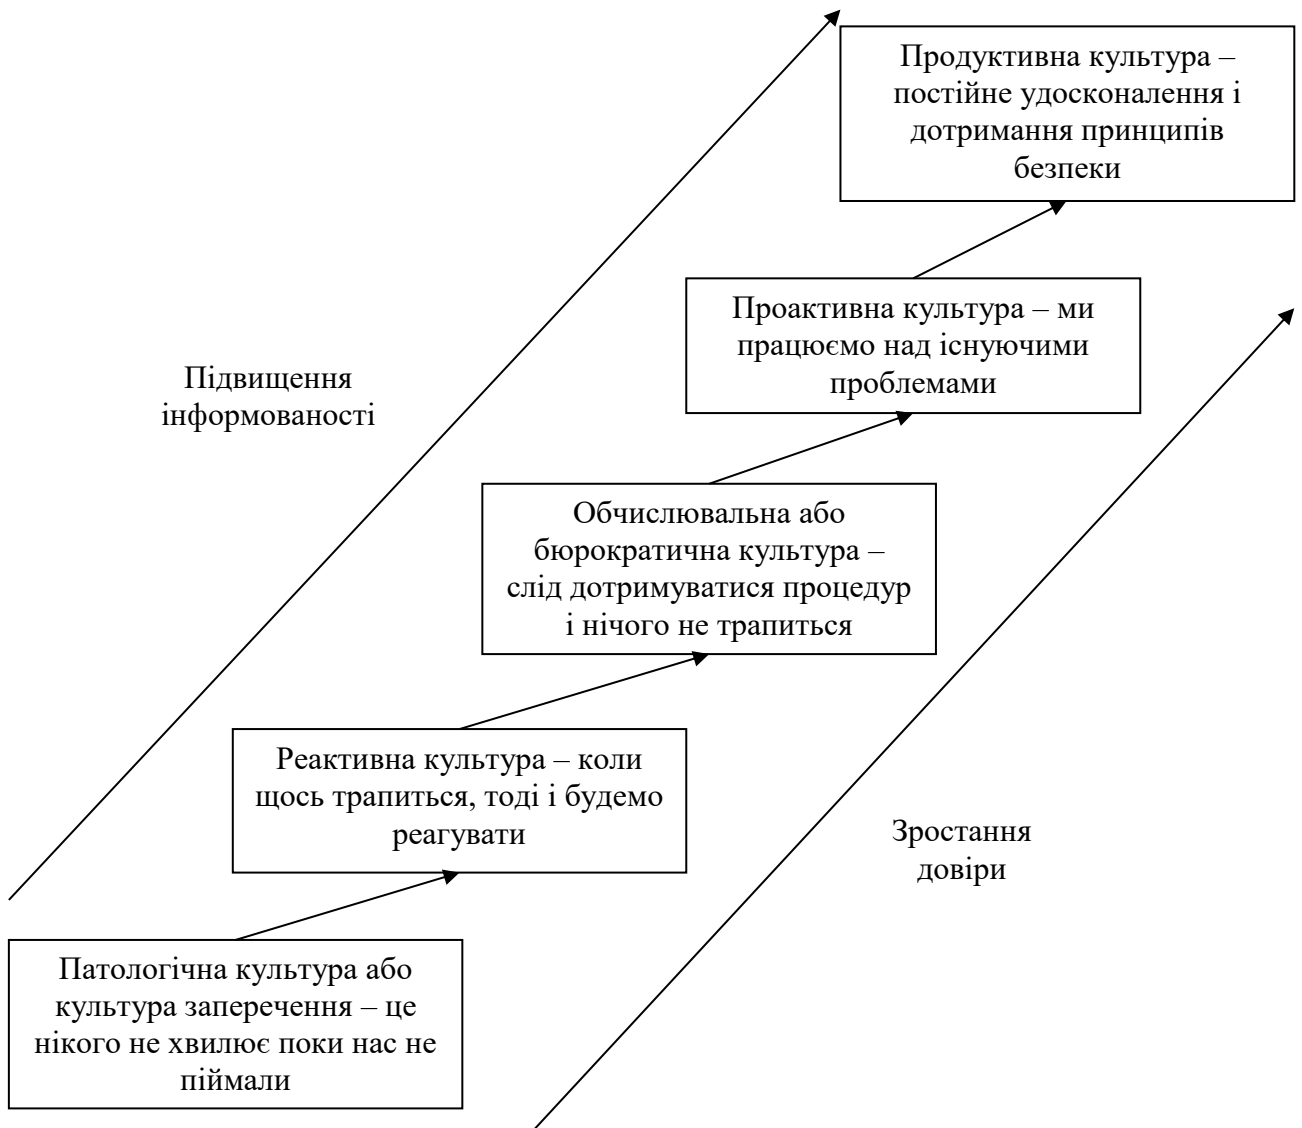 Продуктивна культура –
постійне удосконалення і
дотримання принципів
безпеки
Проактивна культура – ми
працюємо над існуючими
проблемами
Підвищення
інформованості
Обчислювальна або
бюрократична культура –
слід дотримуватися процедур
і нічого не трапиться
Реактивна культура – коли
щось трапиться, тоді і будемо
реагувати
Зростання
довіри
Патологічна культура або
культура заперечення – це
нікого не хвилює поки нас не
піймали